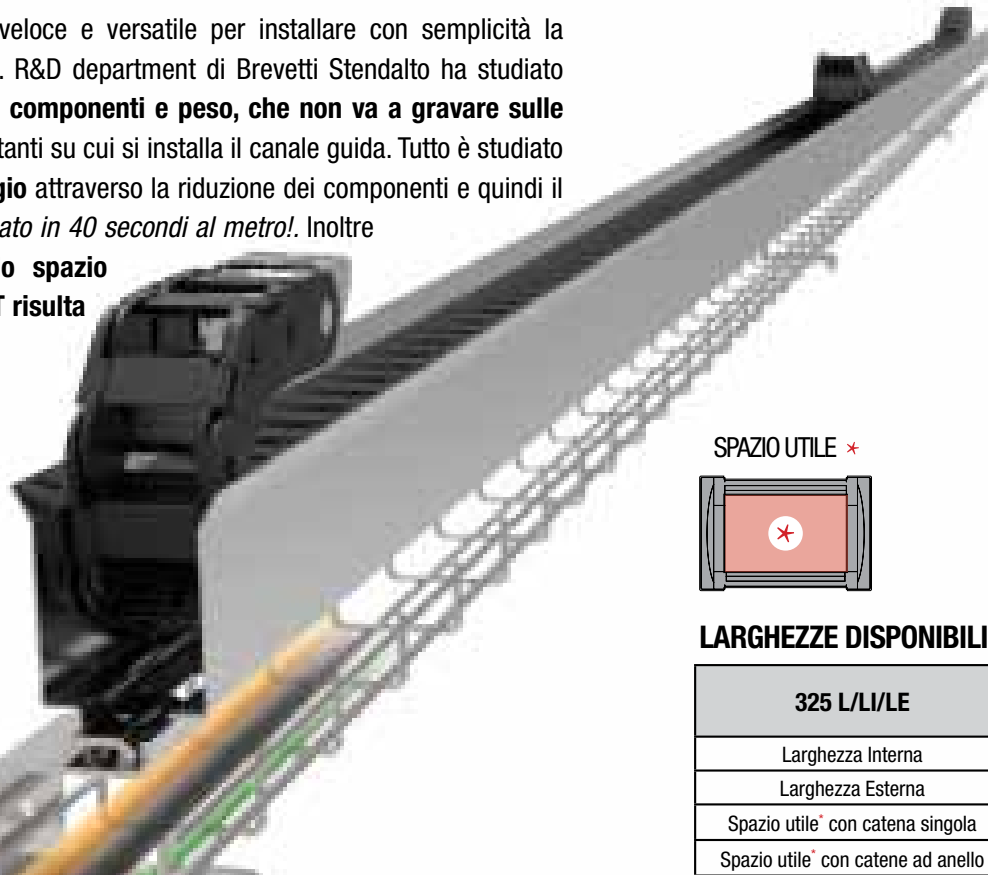 veloce e versatile per installare con semplicità la
. R&D department di Brevetti Stendalto ha studiato
componenti e peso, che non va a gravare sulle
tanti su cui si installa il canale guida. Tutto è studiato
gio attraverso la riduzione dei componenti e quindi il
ato in 40 secondi al metro!. Inoltre
o spazio
T risulta
SPAZIO UTILE *
*
LARGHEZZE DISPONIBILI
325 L/LI/LE
Larghezza Interna
Larghezza Esterna
Spazio utile* con catena singola
Spazio utile* con catene ad anello